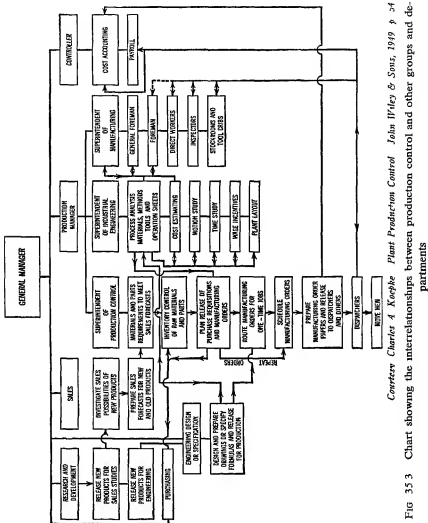 GENERAL MANAGER
RESEARCH AND
DEVELOPMENT
SALES
PRODUCTION
MANAGER
CONTROLLER
RELEASE NEW
PRODUCTS FOR
SALES STUDIES
INVESTIGATE SALES
POSSIBILITIES OF
NEW PRODUCTS
SUPERINTENDENT
OF
PRODUCTION CONTROL
SUPERINTENDENT
OF INDUSTRIAL
ENGINEERING
SUPERINTENDENT
OF
MANUFACTURING
COST ACCOUNTING
PAYROLL
RELEASE NEW
PRODUCTS FOR
ENGINEERING
PREPARE SALES
FORECASTS FOR NEW
AND OLD PRODUCTS
MATERIALS AND PARTS
REQUIREMENTS TO MEET
SALES FORECASTS
PROCESS ANALYSIS
MATERIALS, METHODS
TOOLS AND
OPERATION SHEETS
GENERAL FOREMAN
FOREMAN
PURCHASING
INVENTORY CONTROL
OF RAW MATERIALS
AND PARTS
COST ESTIMATING
DIRECT WORKERS
ENGINEERING DESIGN
OR SPECIFICATION
PLAN RELEASE OF
PURCHASE REQUISITIONS
AND MANUFACTURING
ORDERS
MOTION STUDY
INSPECTORS
TIME STUDY
STOCKROOMS AND
TOOL CRIBS
DESIGN AND PREPARE
ORIGINALS OR SPECIFY
FORMULAS AND RELEASE
FOR PRODUCTION
ORDERS
REPEAT
ROUTE MANUFACTURING
ORDERS FOR
ONE-TIME JOBS
WAGE INCENTIVES
PLANT LAYOUT
SCHEDULE
MANUFACTURING ORDERS
PREPARE
MANUFACTURING ORDER
PAPERS AND RELEASE
TO DISPATCHERS
AND OTHERS
DISPATCHERS
MOVE MEN
Courtesy Charles A Koepke Plant Production Control John Wiley & Sons, 1949 p
FIG 35 3 Chart showing the interrelationships between production control and other groups and de-
partments